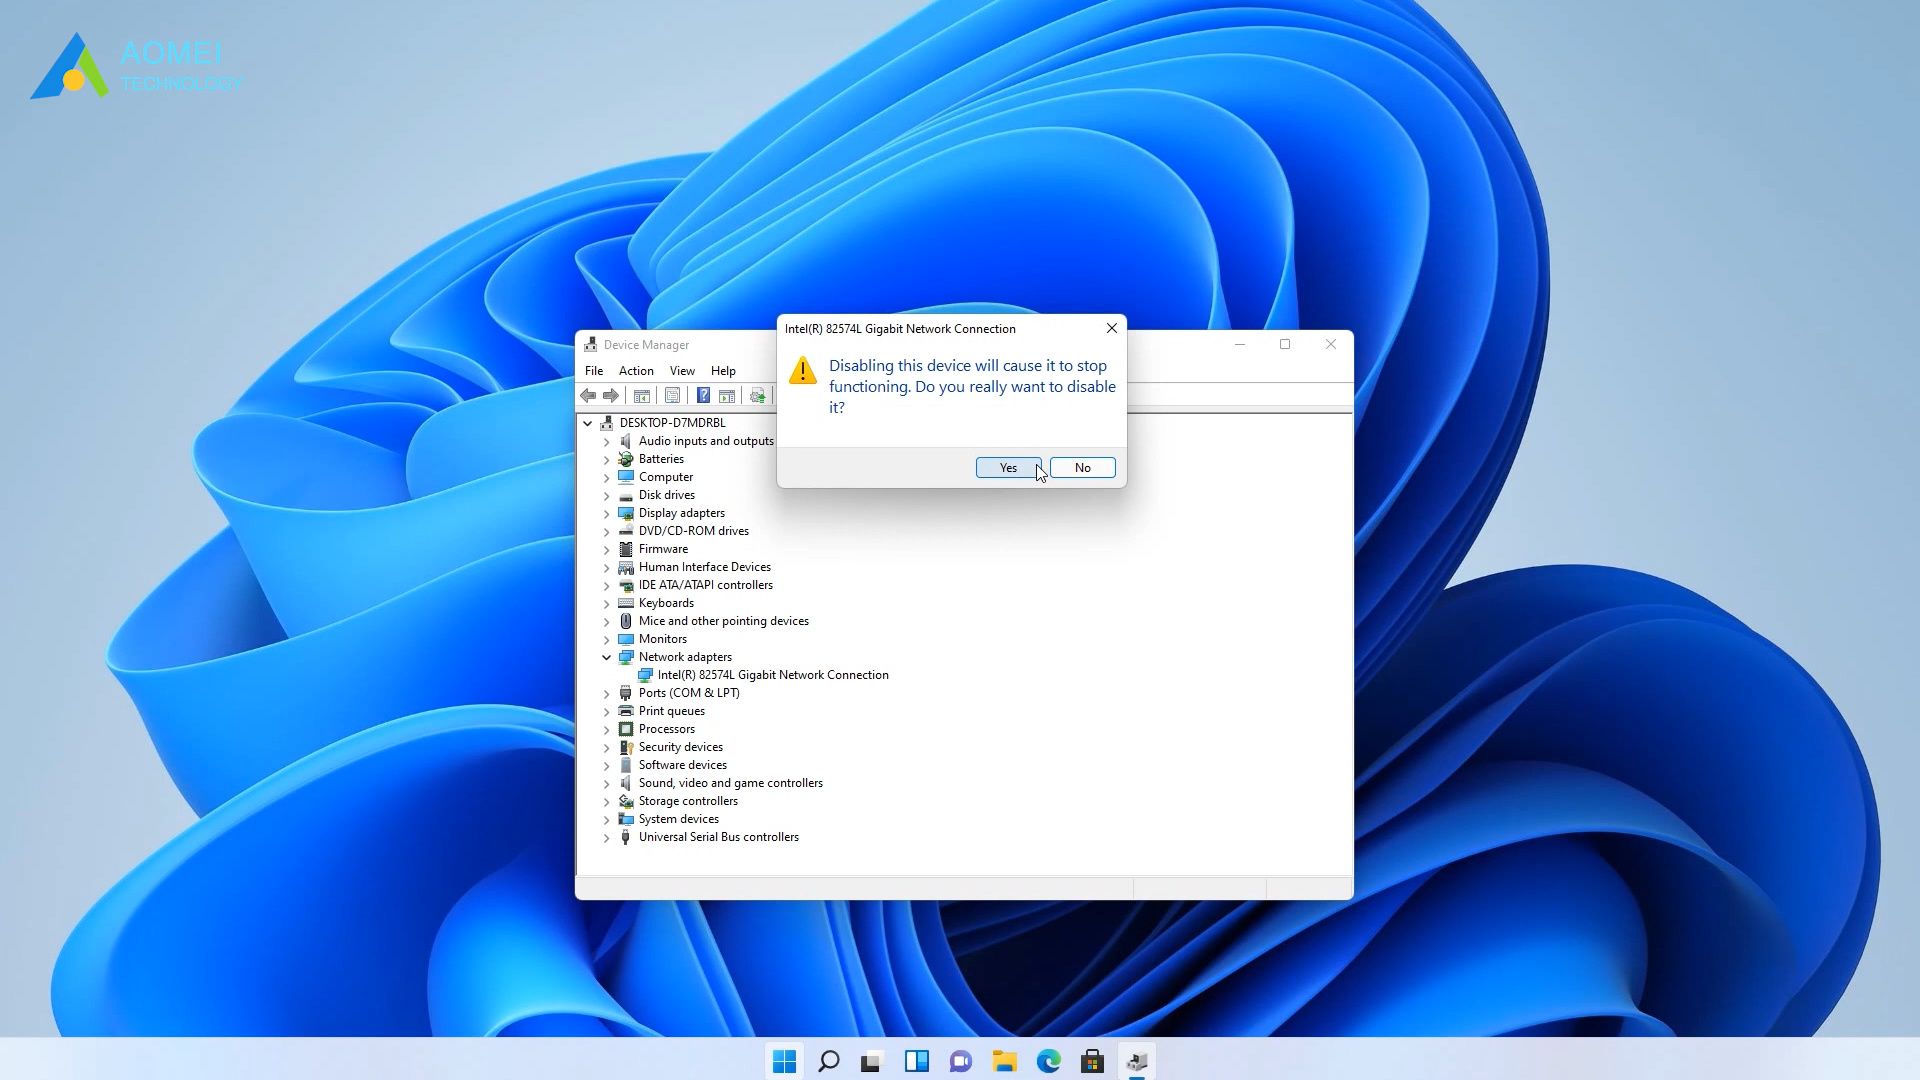 AOMEI
TECHNOLOGY
Intel(R) 82574L Gigabit Network Connection
Disabling this device will cause it to stop
functioning. Do you really want to disable
it?
Yes
No
Device Manager
File Action View Help
DESKTOP-D7MDRBL
Audio inputs and outputs
Batteries
Computer
Disk drives
Display adapters
DVD/CD-ROM drives
Firmware
Human Interface Devices
IDE ATA/ATAPI controllers
Keyboards
Mice and other pointing devices
Monitors
Network adapters
Intel(R) 82574L Gigabit Network Connection
Ports (COM & LPT)
Print queues
Processors
Security devices
Software devices
Sound, video and game controllers
Storage controllers
System devices
Universal Serial Bus controllers